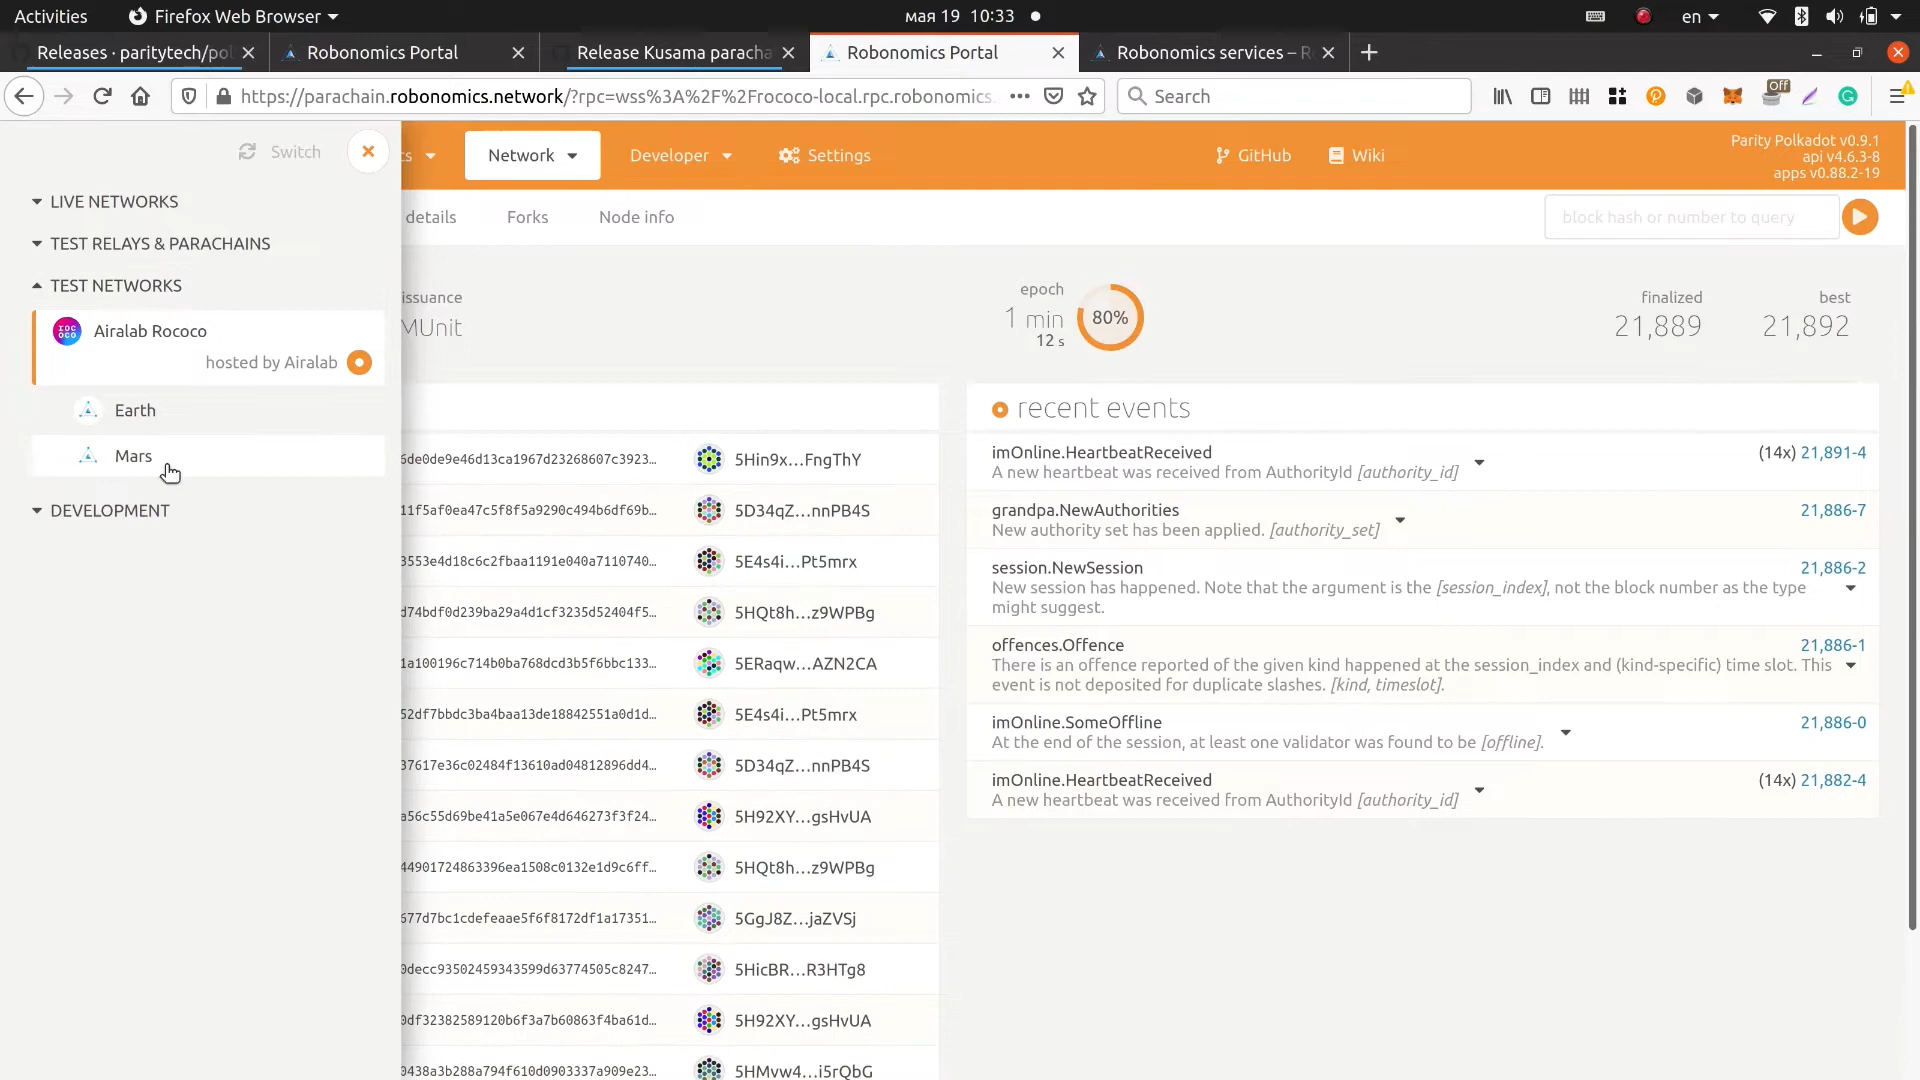 Activities
Firefox Web Browser
мая 19 10:33
en
Releases · paritytech/pol
Robonomics Portal
Release Kusama paracha
Robonomics Portal
Robonomics services – R
https://parachain.robonomics.network/?rpc=wss%3A%2F%2Frococo-local.rpc.robonomics.
Search
Off
Switch
cs
Network
Developer
Settings
GitHub
Wiki
Parity Polkadot v0.9.1
api v4.6.3-8
apps v0.88.2-19
LIVE NETWORKS
TEST RELAYS & PARACHAINS
TEST NETWORKS
Airalab Rococo
hosted by Airalab
Earth
Mars
DEVELOPMENT
details
Forks
Node info
block hash or number to query
issuance
MUnit
epoch
1 min
12 s
80%
finalized
21,889
best
21,892
6de0de9e46d13ca1967d23268607c3923… 5Hin9x…FngThY
11f5af0ea47c5f8f5a9290c494b6df69b… 5D34qZ…nnPB4S
3553e4d18c6c2fbaa1191e040a7110740… 5E4s4i…Pt5mrx
d74bdf0d239ba29a4d1cf3235d52404f5… 5HQt8h…z9WPBg
1a100196c714b0ba768dcd3b5f6bbc133… 5ERaqw…AZN2CA
52df7bbdc3ba4baa13de18842551a0d1d… 5E4s4i…Pt5mrx
37617e36c02484f13610ad04812896dd4… 5D34qZ…nnPB4S
a56c55d69be41a5e067e4d646273f3f24… 5H92XY…gsHvUA
44901724863396ea1508c0132e1d9c6ff… 5HQt8h…z9WPBg
677d7bc1cdefeaae5f6f8172df1a17351… 5GgJ8Z…jaZVSj
0decc93502459343599d63774505c8247… 5HicBR…R3HTg8
0df32382589120b6f3a7b60863f4ba61d… 5H92XY…gsHvUA
0438a3b288a794f610d0903337a909e23… 5HMvw4…i5rQbG
recent events
imOnline.HeartbeatReceived (14x) 21,891-4
A new heartbeat was received from AuthorityId [authority_id]
grandpa.NewAuthorities 21,886-7
New authority set has been applied. [authority_set]
session.NewSession 21,886-2
New session has happened. Note that the argument is the [session_index], not the block number as the type
might suggest.
offences.Offence 21,886-1
There is an offence reported of the given kind happened at the session_index and (kind-specific) time slot. This
event is not deposited for duplicate slashes. [kind, timeslot].
imOnline.SomeOffline 21,886-0
At the end of the session, at least one validator was found to be [offline].
imOnline.HeartbeatReceived (14x) 21,882-4
A new heartbeat was received from AuthorityId [authority_id]